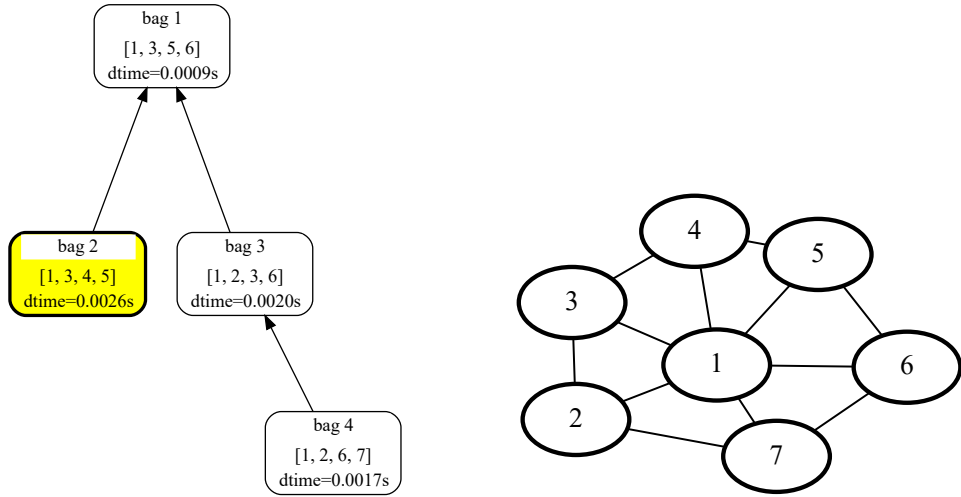 bag 1
[1, 3, 5, 6]
dtime=0.0009s
bag 2
[1, 3, 4, 5]
dtime=0.0026s
bag 3
[1, 2, 3, 6]
dtime=0.0020s
bag 4
[1, 2, 6, 7]
dtime=0.0017s
4
5
3
1
6
2
7